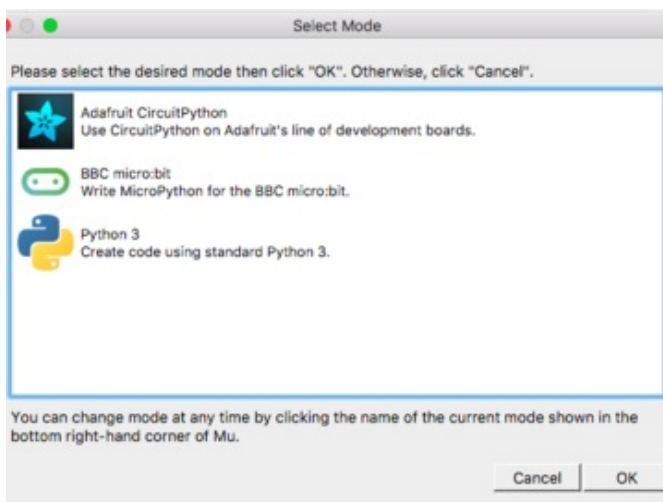 Select Mode
Please select the desired mode then click "OK". Otherwise, click "Cancel".
Adafruit CircuitPython
Use CircuitPython on Adafruit's line of development boards.
BBC micro:bit
Write MicroPython for the BBC micro:bit.
Python 3
Create code using standard Python 3.
You can change mode at any time by clicking the name of the current mode shown in the
bottom right-hand corner of Mu.
Cancel OK